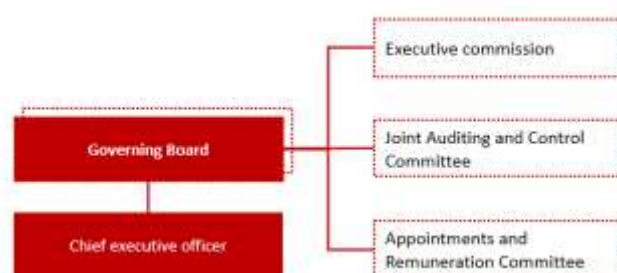 Executive commission
Governing Board
Joint Auditing and Control
Committee
Chief executive officer
Appointments and
Remuneration Committee